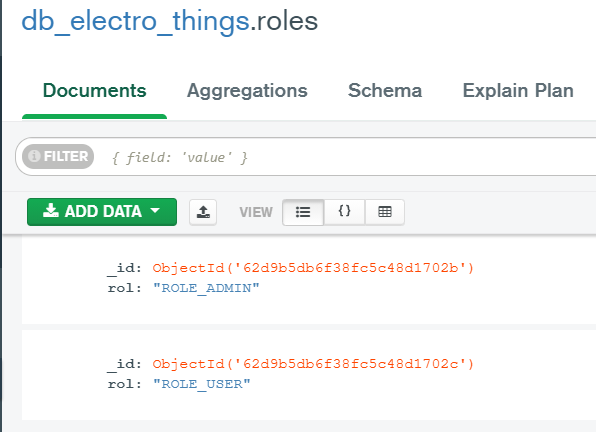 db_electro_things.roles
Documents Aggregations Schema Explain Plan
FILTER { field: 'value' }
ADD DATA VIEW { }
_id: ObjectId('62d9b5db6f38fc5c48d1702b')
rol: "ROLE_ADMIN"
_id: ObjectId('62d9b5db6f38fc5c48d1702c')
rol: "ROLE_USER"